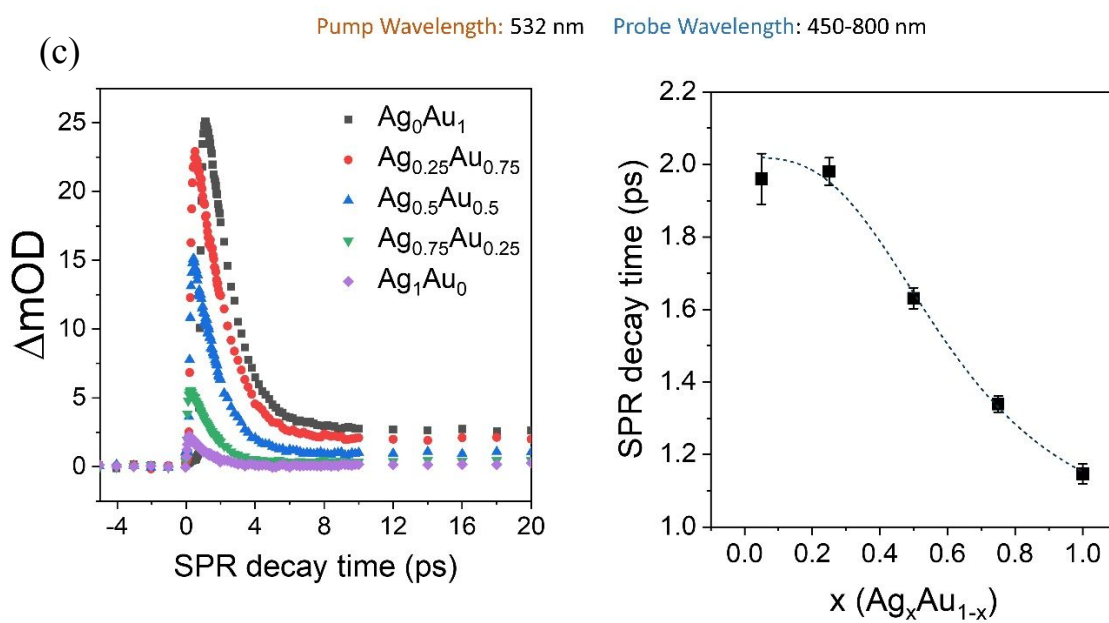 Pump Wavelength: 532 nm Probe Wavelength: 450-800 nm
(c)
ΔmOD
25
20
15
10
5
0
Ag₀Au₁
Ag₀.₂₅Au₀.₇₅
Ag₀.₅Au₀.₅
Ag₀.₇₅Au₀.₂₅
Ag₁Au₀
-4 0 4 8 12 16 20
SPR decay time (ps)
SPR decay time (ps)
2.2
2.0
1.8
1.6
1.4
1.2
1.0
0.0 0.2 0.4 0.6 0.8 1.0
x (AgₓAu₁₋ₓ)